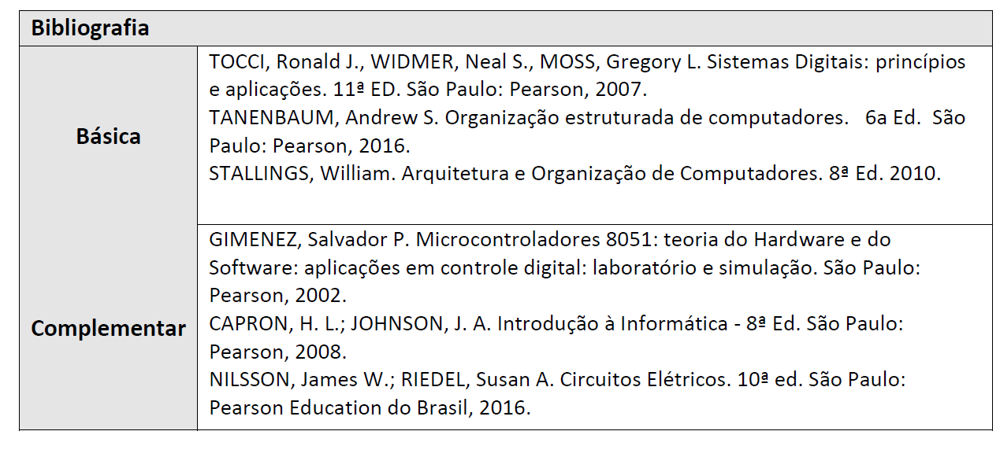 Bibliografia
Básica
TOCCI, Ronald J., WIDMER, Neal S., MOSS, Gregory L. Sistemas Digitais: princípios
e aplicações. 11ª ED. São Paulo: Pearson, 2007.
TANENBAUM, Andrew S. Organização estruturada de computadores.   6a Ed.  São
Paulo: Pearson, 2016.
STALLINGS, William. Arquitetura e Organização de Computadores. 8ª Ed. 2010.
Complementar
GIMENEZ, Salvador P. Microcontroladores 8051: teoria do Hardware e do
Software: aplicações em controle digital: laboratório e simulação. São Paulo:
Pearson, 2002.
CAPRON, H. L.; JOHNSON, J. A. Introdução à Informática - 8ª Ed. São Paulo:
Pearson, 2008.
NILSSON, James W.; RIEDEL, Susan A. Circuitos Elétricos. 10ª ed. São Paulo:
Pearson Education do Brasil, 2016.